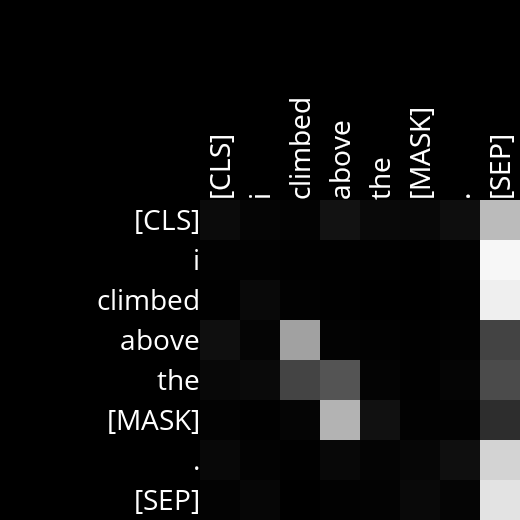 [CLS] i climbed above the [MASK] . [SEP]
[CLS]
i
climbed
above
the
[MASK]
.
[SEP]